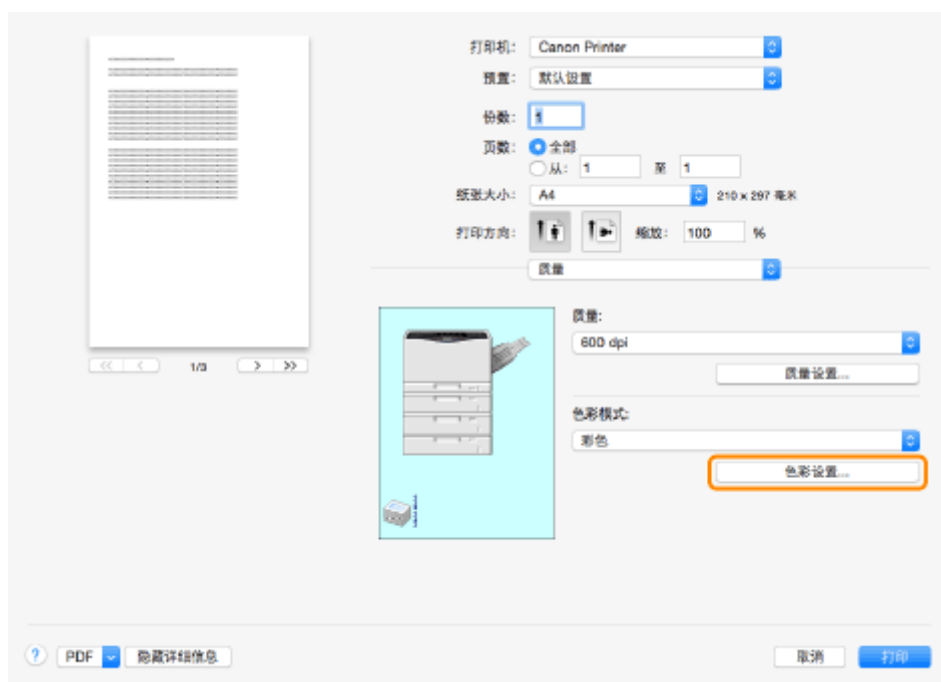 打印机: Canon Printer
预置: 默认设置
份数: 1
页数: 全部
从: 1 至 1
纸张大小: A4 210 x 297 毫米
打印方向: 缩放: 100 %
质量
质量:
600 dpi
质量设置...
1/3
色彩模式:
彩色
色彩设置...
? PDF 隐藏详细信息 取消 打印